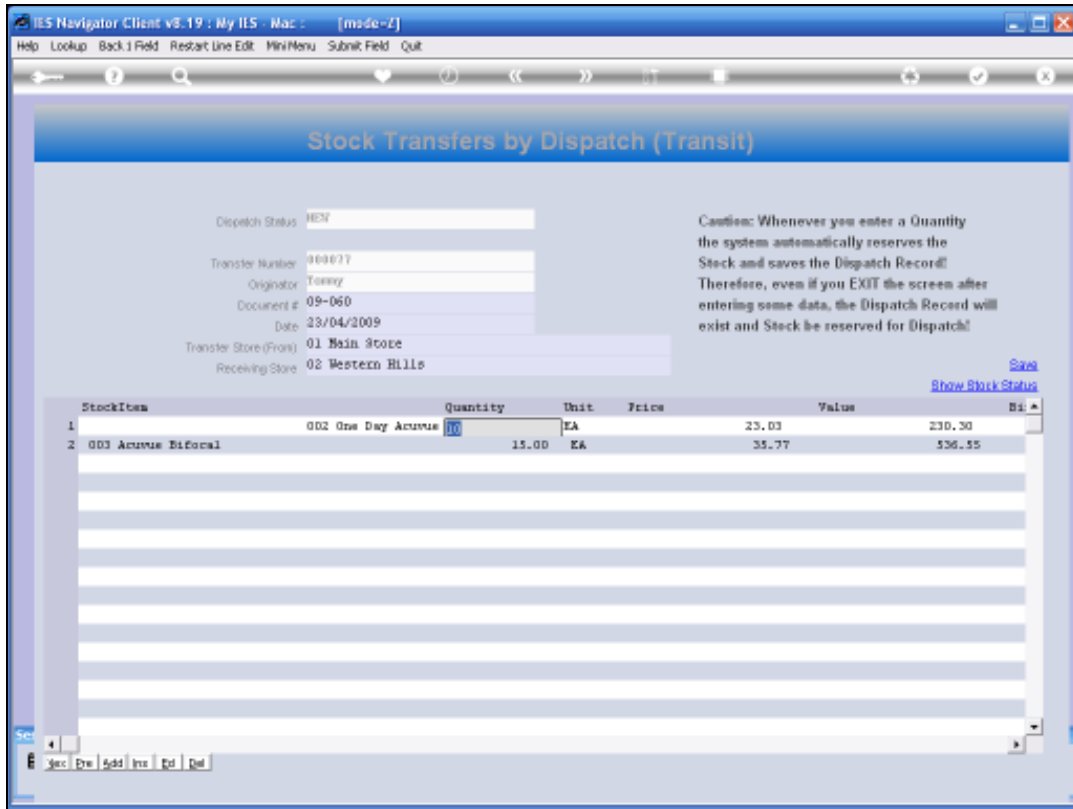 IES Navigator Client v8.19 : My IES - Mac : [mode=Z]
Help Lookup Back 1 Field Restart Line Edit MiniMenu Submit Field Quit
Stock Transfers by Dispatch (Transit)
Dispatch Status NEW
Transfer Number 000077
Originator Tommy
Document # 09-060
Date 23/04/2009
Transfer Store (From) 01 Main Store
Receiving Store 02 Western Hills
Caution: Whenever you enter a Quantity
the system automatically reserves the
Stock and saves the Dispatch Record!
Therefore, even if you EXIT the screen after
entering some data, the Dispatch Record will
exist and Stock be reserved for Dispatch!
Save
Show Stock Status
StockItem Quantity Unit Price Value Bi
1 002 One Day Acuvue 10 EA 23.03 230.30
2 003 Acuvue Bifocal 15.00 EA 35.77 536.55
Pre Add Ins Ed Del